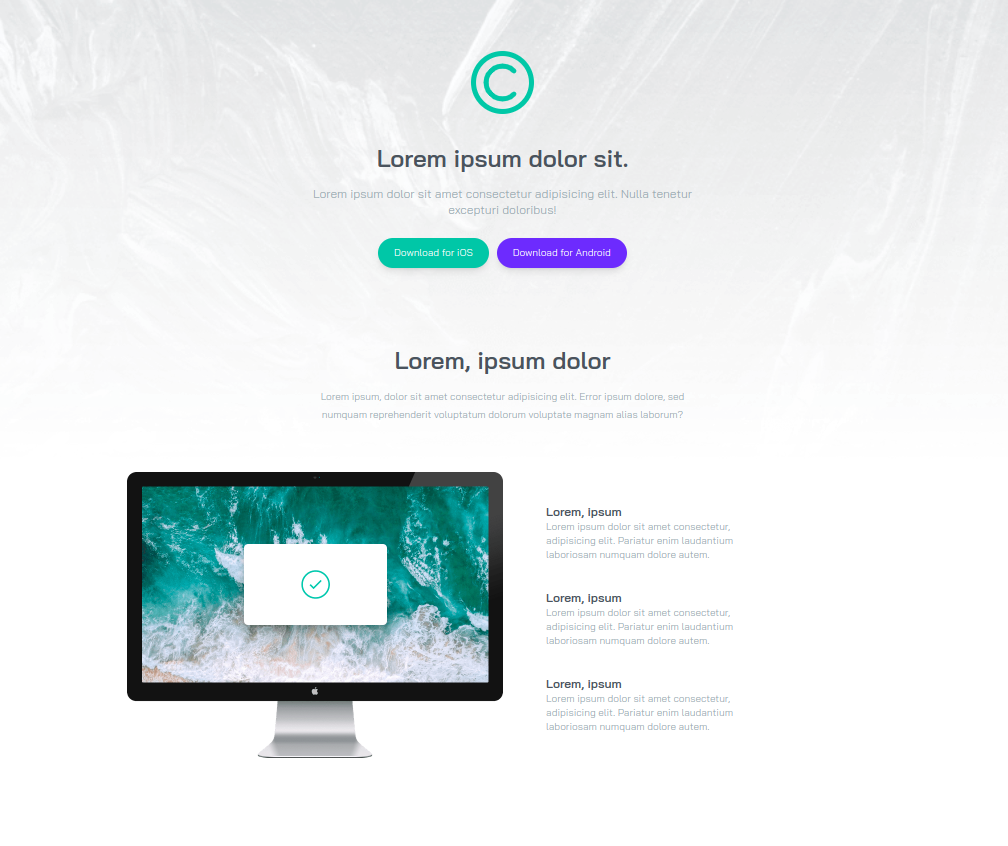 Lorem ipsum dolor sit.
Lorem ipsum dolor sit amet consectetur adipisicing elit. Nulla tenetur
excepturi doloribus!
Download for iOS
Download for Android
Lorem, ipsum dolor
Lorem ipsum, dolor sit amet consectetur adipisicing elit. Error ipsum dolore, sed
numquam reprehenderit voluptatum dolorum voluptate magnam alias laborum?
Lorem, ipsum
Lorem ipsum dolor sit amet consectetur,
adipisicing elit. Pariatur enim laudantium
laboriosam numquam dolore autem.
Lorem, ipsum
Lorem ipsum dolor sit amet consectetur,
adipisicing elit. Pariatur enim laudantium
laboriosam numquam dolore autem.
Lorem, ipsum
Lorem ipsum dolor sit amet consectetur,
adipisicing elit. Pariatur enim laudantium
laboriosam numquam dolore autem.